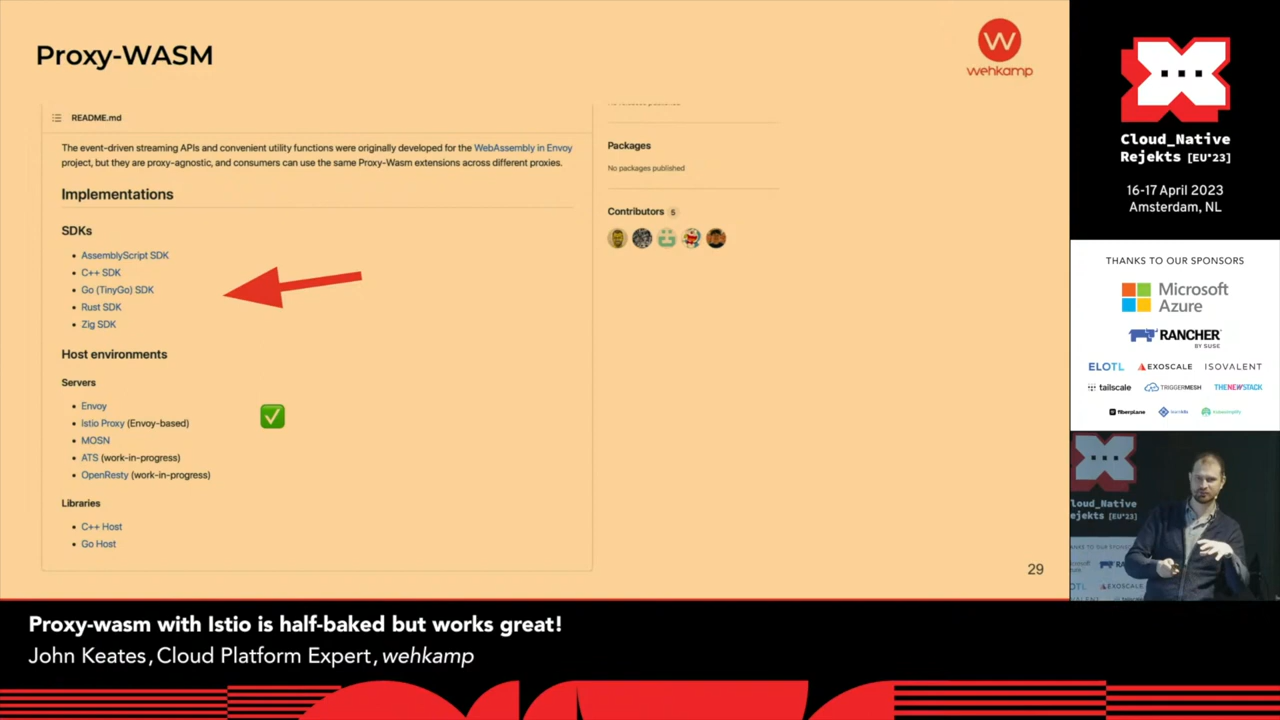 Proxy-WASM
wehkamp
README.md
The event-driven streaming APIs and convenient utility functions were originally developed for the WebAssembly in Envoy
project, but they are proxy-agnostic, and consumers can use the same Proxy-Wasm extensions across different proxies.
Implementations
SDKs
• AssemblyScript SDK
• C++ SDK
• Go (TinyGo) SDK
• Rust SDK
• Zig SDK
Host environments
Servers
• Envoy
• Istio Proxy (Envoy-based)
• MOSN
• ATS (work-in-progress)
• OpenResty (work-in-progress)
Libraries
• C++ Host
• Go Host
Packages
No packages published
Contributors 5
29
Cloud_Native
Rejekts [EU'23]
16-17 April 2023
Amsterdam, NL
THANKS TO OUR SPONSORS
Microsoft
Azure
RANCHER
BY SUSE
ELOTL EXOSCALE ISOVALENT
tailscale TRIGGERMESH THENEWSTACK
fiberplane
Cloud_Native
ejekts [EU'23]
Proxy-wasm with Istio is half-baked but works great!
John Keates, Cloud Platform Expert, wehkamp